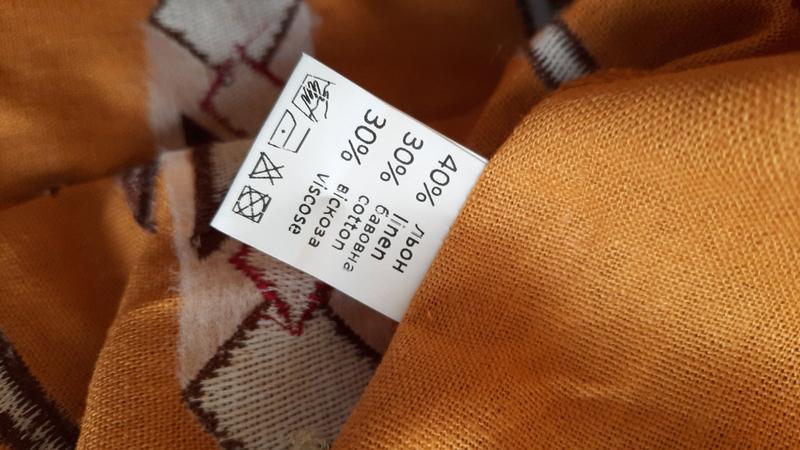 40% льон
linen
30% бавовна
cotton
30% віскоза
viscose